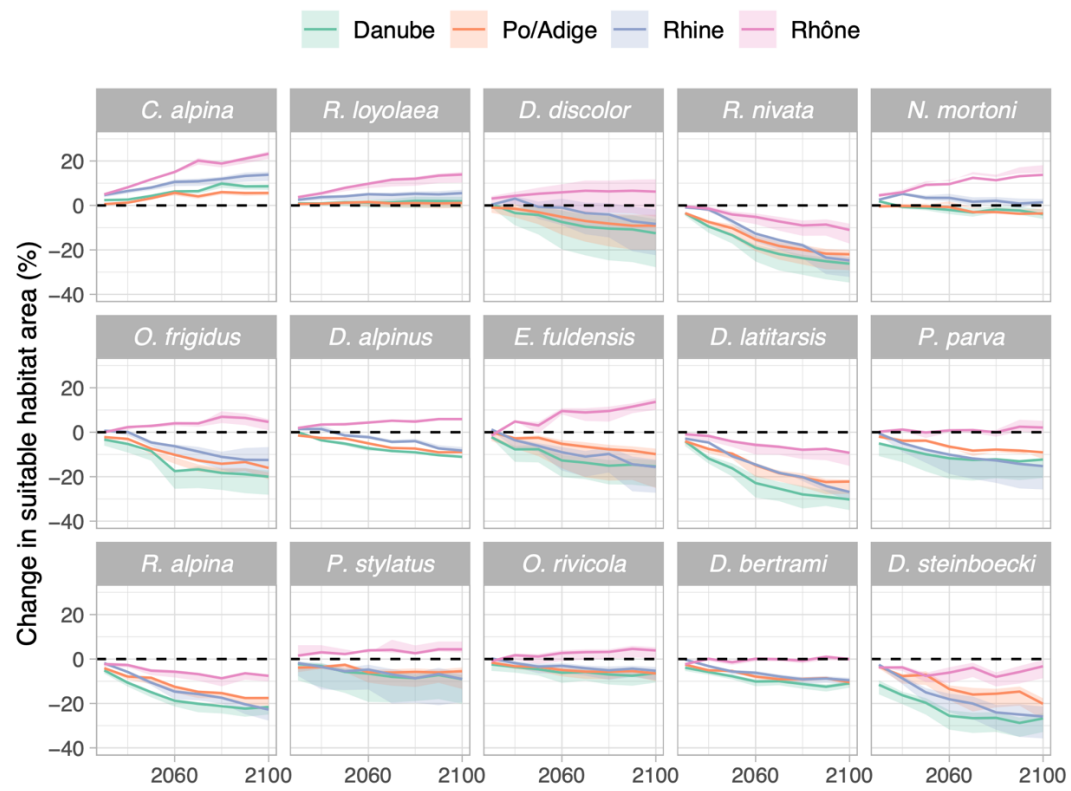 Danube Po/Adige Rhine Rhône
C. alpina R. loyolaea D. discolor R. nivata N. mortoni
20
0
−20
−40
O. frigidus D. alpinus E. fuldensis D. latitarsis P. parva
20
0
−20
−40
R. alpina P. stylatus O. rivicola D. bertrami D. steinboecki
20
0
−20
−40
2060 2100 2060 2100 2060 2100 2060 2100 2060 2100
Change in suitable habitat area (%)